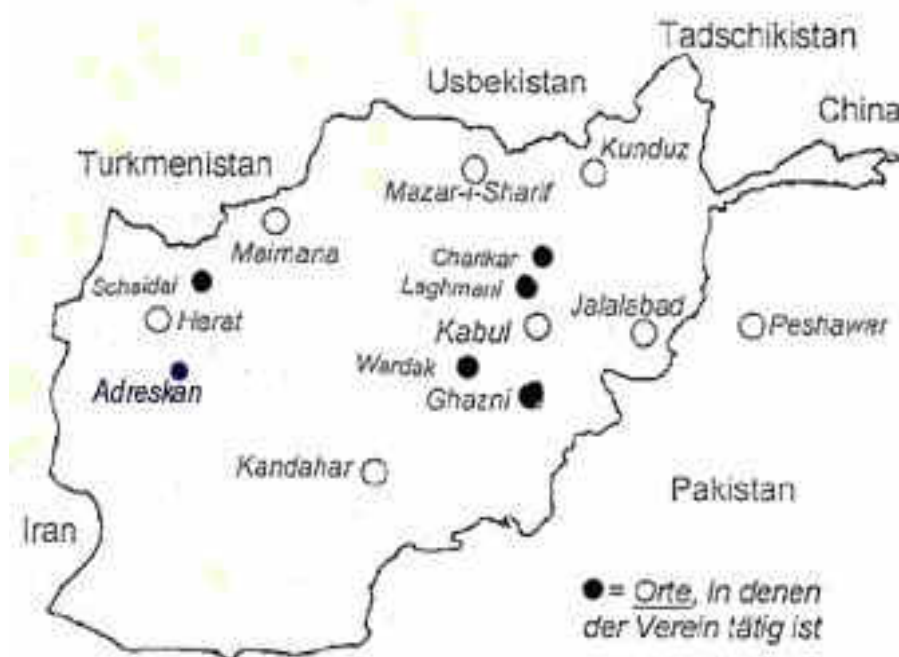 Tadschikistan
Usbekistan
China
Turkmenistan
Kunduz
Mazar-i-Sharif
Maimana
Charikar
Schaidai
Laghmani
Jalalabad
Herat
Kabul
Peshawar
Wardak
Adreskan
Ghazni
Kandahar
Pakistan
Iran
● = Orte, in denen
der Verein tätig ist